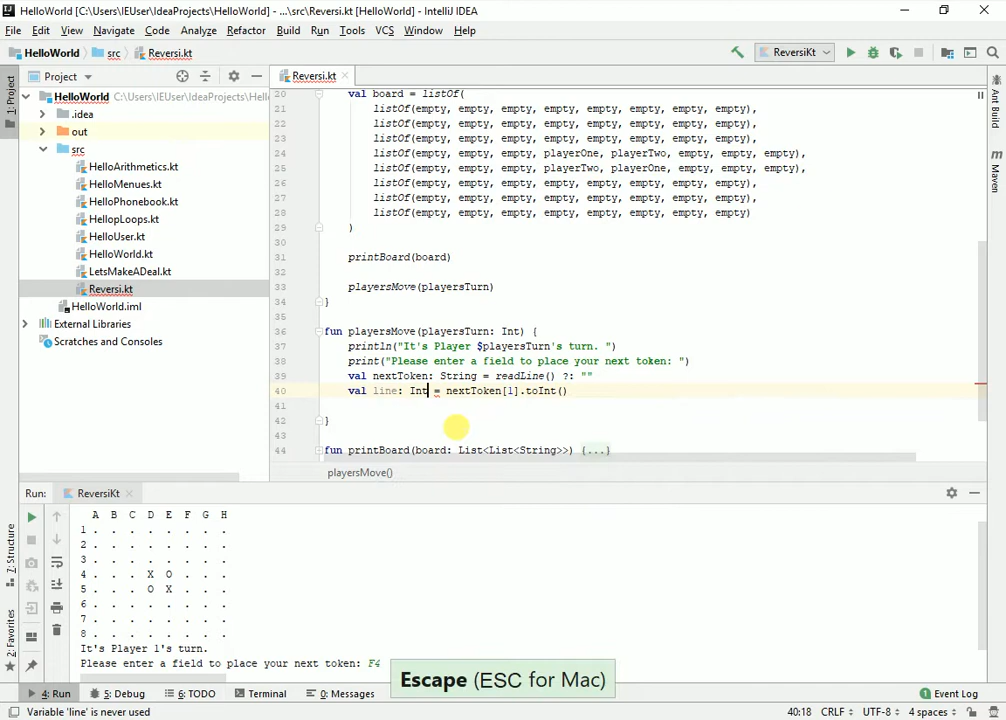 HelloWorld [C:\Users\IEUser\IdeaProjects\HelloWorld] - ...\src\Reversi.kt [HelloWorld] - IntelliJ IDEA
File Edit View Navigate Code Analyze Refactor Build Run Tools VCS Window Help
HelloWorld src Reversi.kt ReversiKt
1: Project
Project
Reversi.kt
HelloWorld C:\Users\IEUser\IdeaProjects\Hell
.idea
out
src
HelloArithmetics.kt
HelloMenues.kt
HelloPhonebook.kt
HellopLoops.kt
HelloUser.kt
HelloWorld.kt
LetsMakeADeal.kt
Reversi.kt
HelloWorld.iml
External Libraries
Scratches and Consoles
20 val board = listOf(
21 listOf(empty, empty, empty, empty, empty, empty, empty, empty),
22 listOf(empty, empty, empty, empty, empty, empty, empty, empty),
23 listOf(empty, empty, empty, empty, empty, empty, empty, empty),
24 listOf(empty, empty, empty, playerOne, playerTwo, empty, empty, empty),
25 listOf(empty, empty, empty, playerTwo, playerOne, empty, empty, empty),
26 listOf(empty, empty, empty, empty, empty, empty, empty, empty),
27 listOf(empty, empty, empty, empty, empty, empty, empty, empty),
28 listOf(empty, empty, empty, empty, empty, empty, empty, empty)
29 )
30
31 printBoard(board)
32
33 playersMove(playersTurn)
34 }
35
36 fun playersMove(playersTurn: Int) {
37 println("It's Player $playersTurn's turn. ")
38 print("Please enter a field to place your next token: ")
39 val nextToken: String = readLine() ?: ""
40 val line: Int = nextToken[1].toInt()
41
42 }
43
44 fun printBoard(board: List<List<String>>) {...}
playersMove()
Ant Build
Maven
Run: ReversiKt
A B C D E F G H
1 . . . . . . . .
2 . . . . . . . .
3 . . . . . . . .
4 . . . X O . . .
5 . . . O X . . .
6 . . . . . . . .
7 . . . . . . . .
8 . . . . . . . .
It's Player 1's turn.
Please enter a field to place your next token: F4
Z: Structure
2: Favorites
Escape (ESC for Mac)
4: Run 5: Debug 6: TODO Terminal 0: Messages Event Log
Variable 'line' is never used 40:18 CRLF UTF-8 4 spaces